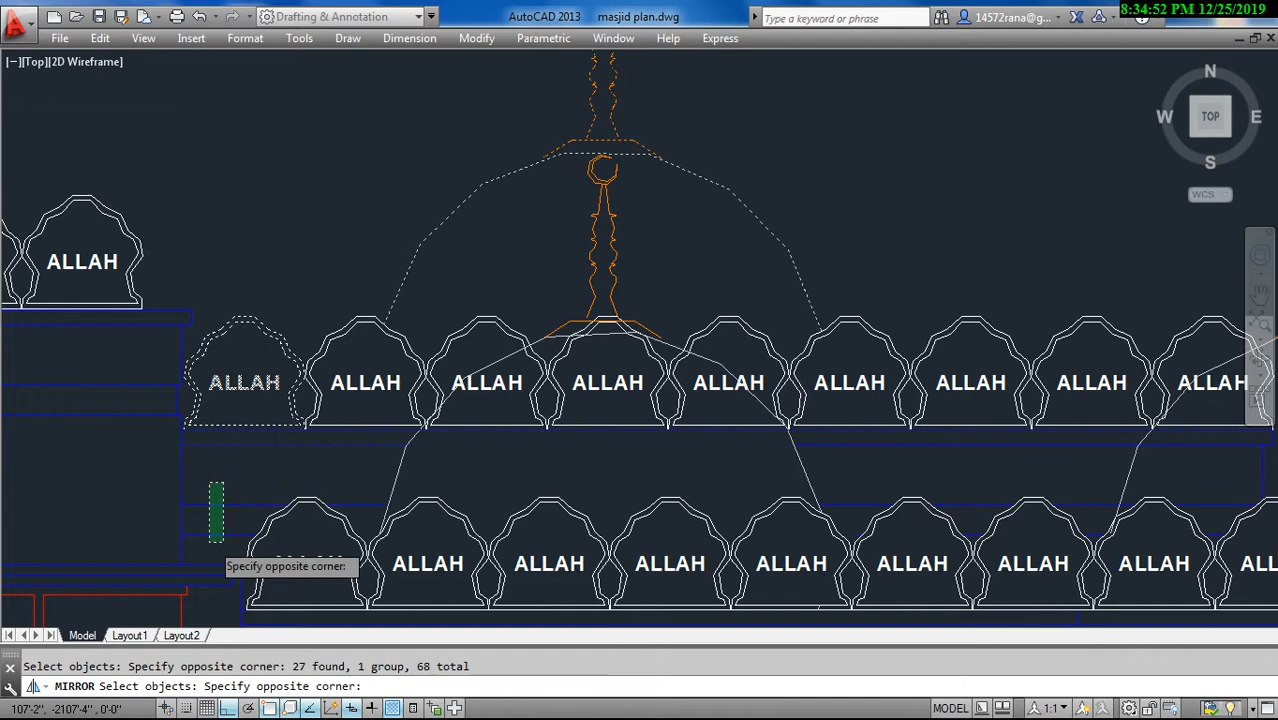 8:34:52 PM 12/25/2019
Drafting & Annotation
AutoCAD 2013 masjid plan.dwg
Type a keyword or phrase
14572rana@g...
File Edit View Insert Format Tools Draw Dimension Modify Parametric Window Help Express
[−][Top][2D Wireframe]
N
W TOP E
S
WCS
ALLAH
ALLAH ALLAH ALLAH ALLAH ALLAH ALLAH ALLAH ALLAH ALLAH
ALLAH ALLAH ALLAH ALLAH ALLAH ALLAH ALLAH AL
Specify opposite corner:
Model Layout1 Layout2
Select objects: Specify opposite corner: 27 found, 1 group, 68 total
MIRROR Select objects: Specify opposite corner:
107'-2", -2107'-4", 0'-0"
MODEL
1:1